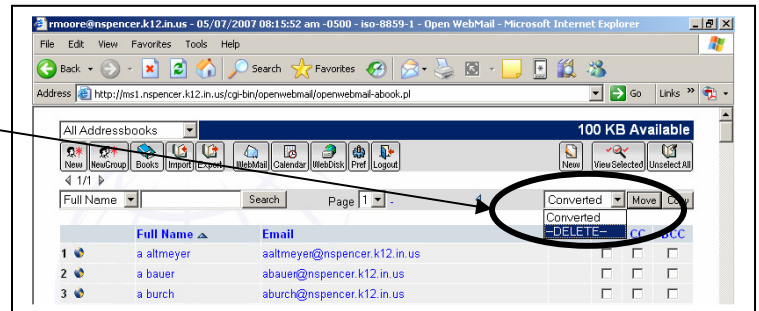 rmoore@nspencer.k12.in.us - 05/07/2007 08:15:52 am -0500 - iso-8859-1 - Open WebMail - Microsoft Internet Explorer
File Edit View Favorites Tools Help
Back Search Favorites
Address http://ms1.nspencer.k12.in.us/cgi-bin/openwebmail/openwebmail-abook.pl Go Links »
All Addressbooks 100 KB Available
New NewGroup Books Import Export WebMail Calendar WebDisk Pref Logout New View Selected Unselect All
1/1
Full Name Search Page 1 - Converted Move Copy
Converted
Full Name Email --DELETE-- CC BCC
1 a altmeyer aaltmeyer@nspencer.k12.in.us
2 a bauer abauer@nspencer.k12.in.us
3 a burch aburch@nspencer.k12.in.us